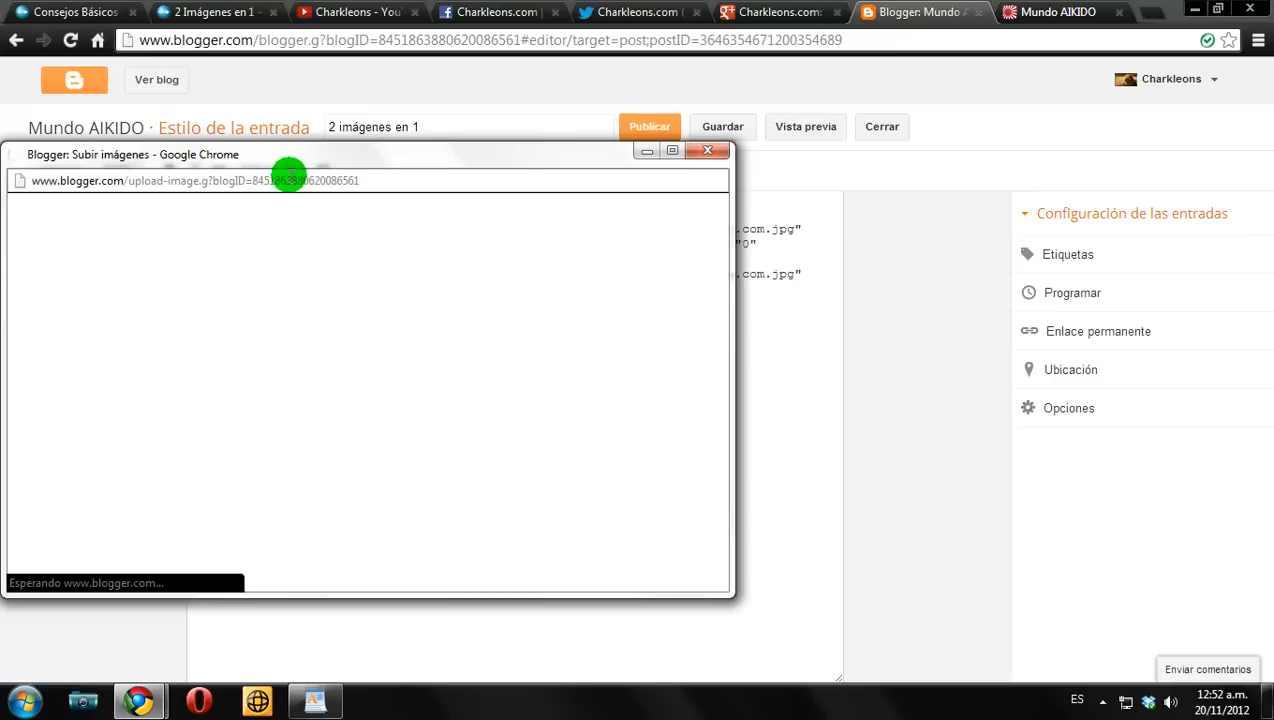 Consejos Básicos
2 Imágenes en 1 -
Charkleons - You
Charkleons.com
Charkleons.com
Charkleons.com:
Blogger: Mundo A
Mundo AIKIDO
www.blogger.com/blogger.g?blogID=8451863880620086561#editor/target=post;postID=3646354671200354689
Ver blog
Charkleons
Mundo AIKIDO · Estilo de la entrada
2 imágenes en 1
Publicar
Guardar
Vista previa
Cerrar
Blogger: Subir imágenes - Google Chrome
www.blogger.com/upload-image.g?blogID=8451863880620086561
.com.jpg"
"0"
.com.jpg"
Configuración de las entradas
Etiquetas
Programar
Enlace permanente
Ubicación
Opciones
Esperando www.blogger.com...
Enviar comentarios
ES
12:52 a.m.
20/11/2012